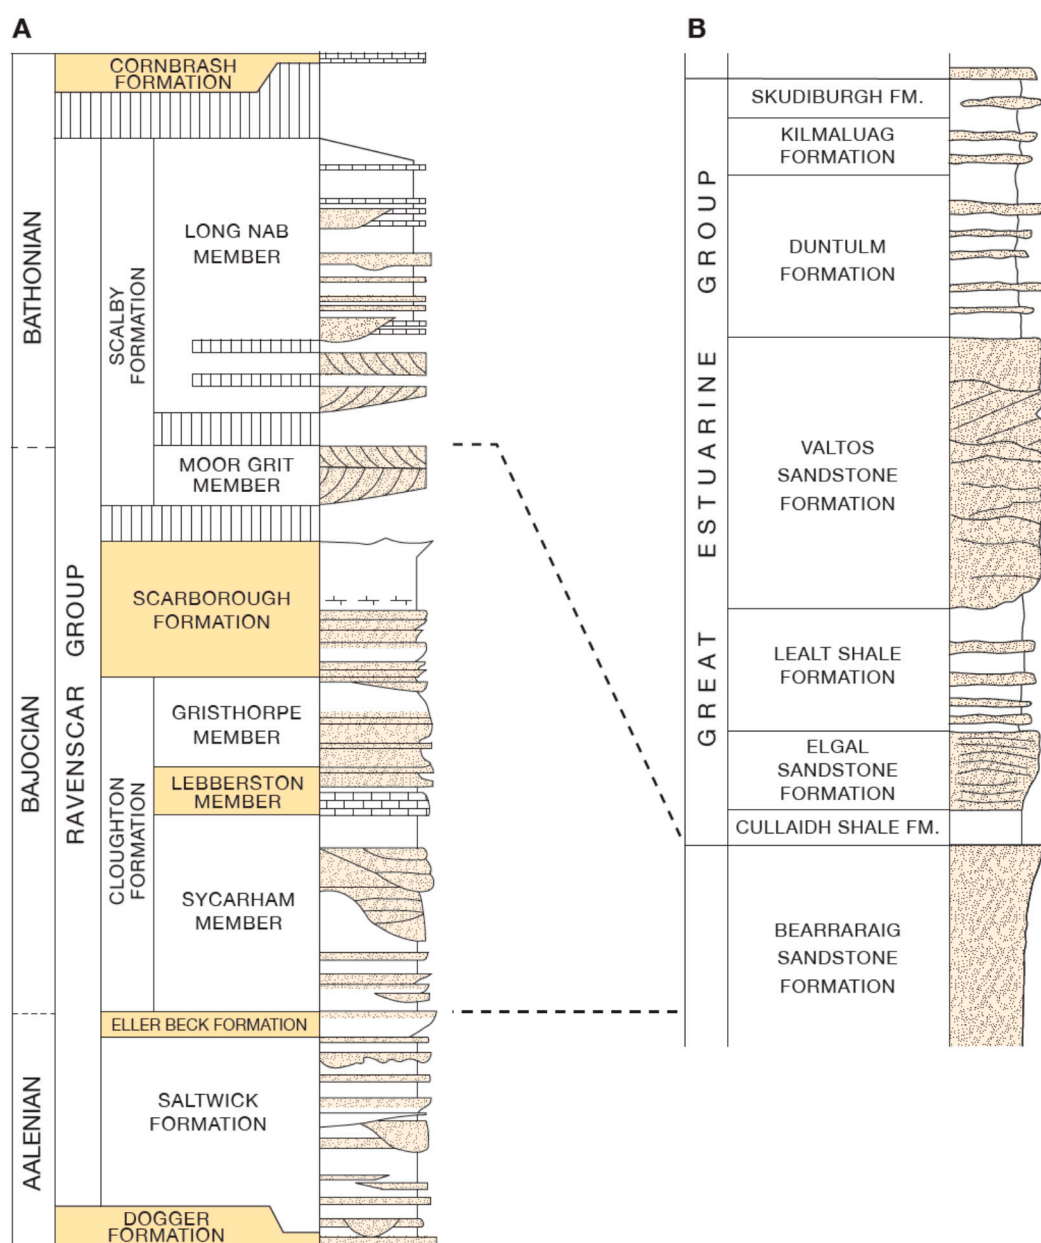 A
BATHONIAN
BAJOCIAN
AALENIAN
RAVENSCAR GROUP
CORNBRASH
FORMATION
SCALBY
FORMATION
LONG NAB
MEMBER
MOOR GRIT
MEMBER
SCARBOROUGH
FORMATION
CLOUGHTON
FORMATION
GRISTHORPE
MEMBER
LEBBERSTON
MEMBER
SYCARHAM
MEMBER
ELLER BECK FORMATION
SALTWICK
FORMATION
DOGGER
FORMATION
B
GREAT ESTUARINE GROUP
SKUDIBURGH FM.
KILMALUAG
FORMATION
DUNTULM
FORMATION
VALTOS
SANDSTONE
FORMATION
LEALT SHALE
FORMATION
ELGAL
SANDSTONE
FORMATION
CULLAIDH SHALE FM.
BEARRARAIG
SANDSTONE
FORMATION